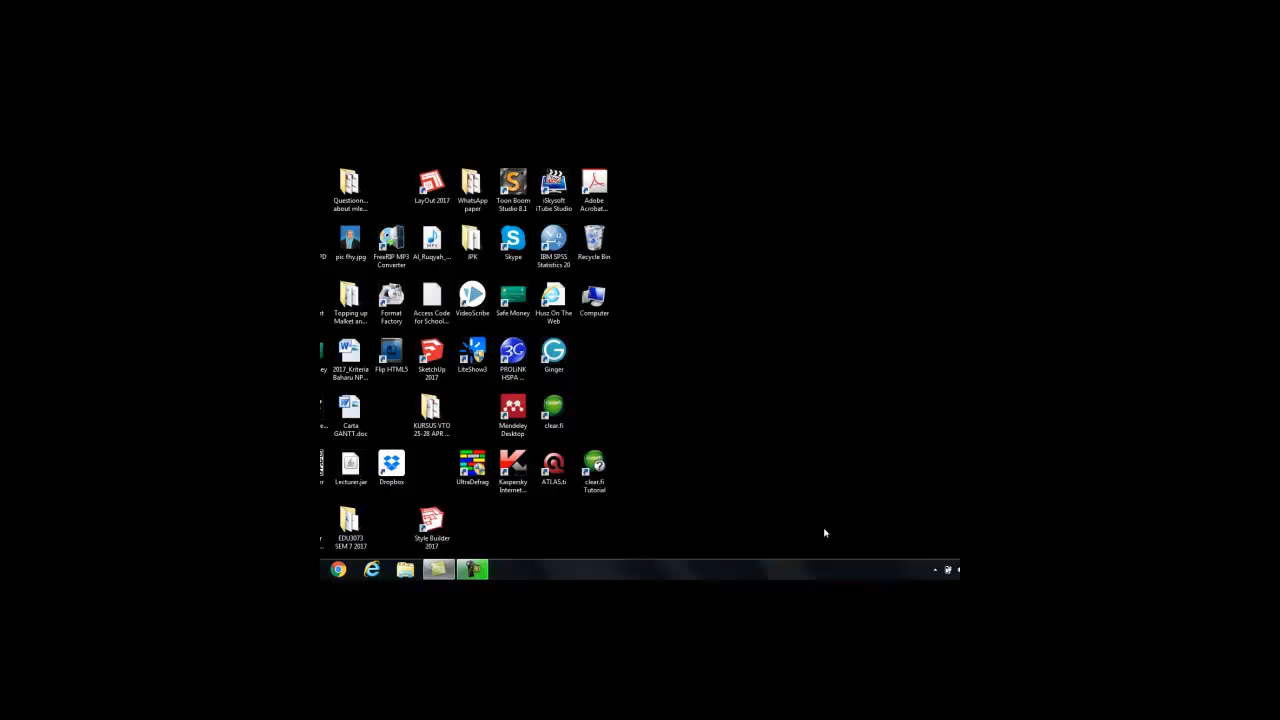 Questionn...
about mle...
LayOut 2017
WhatsApp
paper
Toon Boom
Studio 8.1
iSkysoft
iTube Studio
Adobe
Acrobat...
pic fhy.jpg
FreeRIP MP3
Converter
Al_Ruqyah_...
JPK
Skype
IBM SPSS
Statistics 20
Recycle Bin
Topping up
Malket an...
Format
Factory
Access Code
for School...
VideoScribe
Safe Money
Husz On The
Web
Computer
2017_Kriteria
Baharu NP...
Flip HTML5
SketchUp
2017
LiteShow3
PROLiNK
HSPA ...
Ginger
Carta
GANTT.doc
KURSUS VTO
25-28 APR ...
Mendeley
Desktop
clear.fi
Lecturer.jar
Dropbox
UltraDefrag
Kaspersky
Internet...
ATLAS.ti
clear.fi
Tutorial
EDU3073
SEM 7 2017
Style Builder
2017